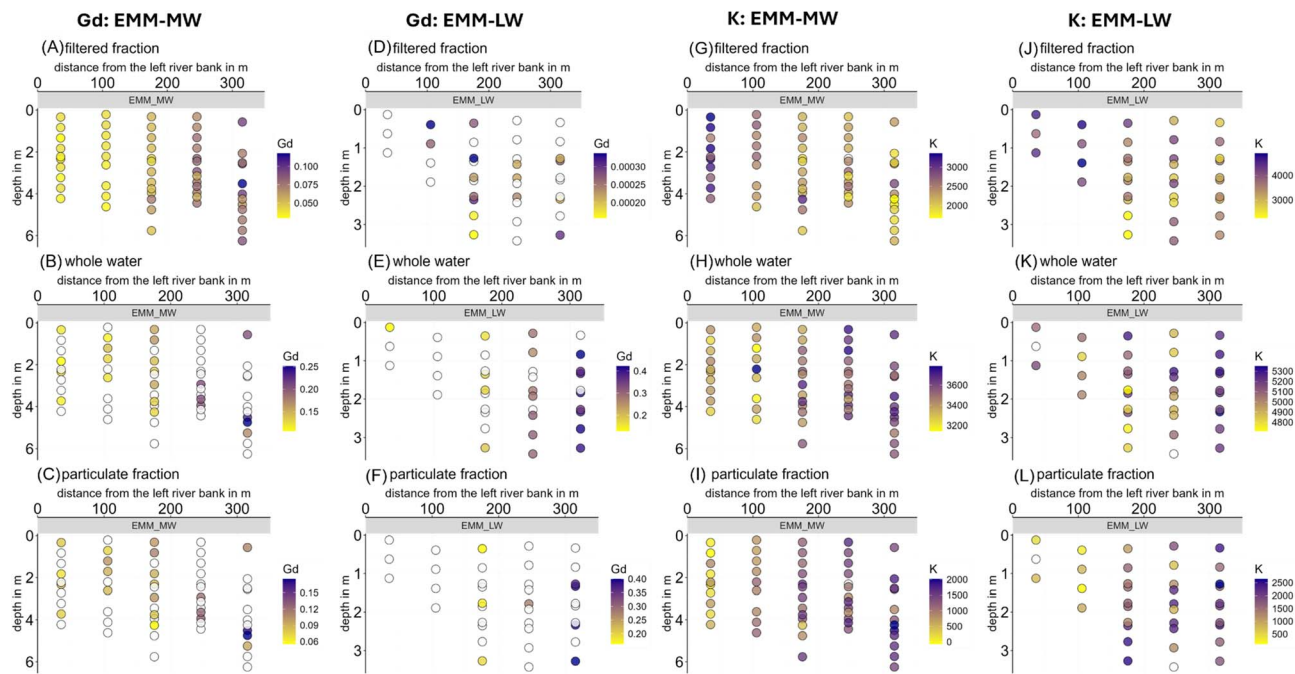 Gd: EMM-MW
Gd: EMM-LW
K: EMM-MW
K: EMM-LW
(A) filtered fraction
distance from the left river bank in m
0 100 200 300
EMM_MW
depth in m
0
2
4
6
Gd
0.100
0.075
0.050
(D) filtered fraction
distance from the left river bank in m
0 100 200 300
EMM_LW
depth in m
0
1
2
3
Gd
0.00030
0.00025
0.00020
(G) filtered fraction
distance from the left river bank in m
0 100 200 300
EMM_MW
depth in m
0
2
4
6
K
3000
2500
2000
(J) filtered fraction
distance from the left river bank in m
0 100 200 300
EMM_LW
depth in m
0
1
2
3
K
4000
3000
(B) whole water
distance from the left river bank in m
0 100 200 300
EMM_MW
depth in m
0
2
4
6
Gd
0.25
0.20
0.15
(E) whole water
distance from the left river bank in m
0 100 200 300
EMM_LW
depth in m
0
1
2
3
Gd
0.4
0.3
0.2
(H) whole water
distance from the left river bank in m
0 100 200 300
EMM_MW
depth in m
0
2
4
6
K
3600
3400
3200
(K) whole water
distance from the left river bank in m
0 100 200 300
EMM_LW
depth in m
0
1
2
3
K
5300
5200
5100
5000
4900
4800
(C) particulate fraction
distance from the left river bank in m
0 100 200 300
EMM_MW
depth in m
0
2
4
6
Gd
0.15
0.12
0.09
0.06
(F) particulate fraction
distance from the left river bank in m
0 100 200 300
EMM_LW
depth in m
0
1
2
3
Gd
0.40
0.35
0.30
0.25
0.20
(I) particulate fraction
distance from the left river bank in m
0 100 200 300
EMM_MW
depth in m
0
2
4
6
K
2000
1500
1000
500
0
(L) particulate fraction
distance from the left river bank in m
0 100 200 300
EMM_LW
depth in m
0
1
2
3
K
2500
2000
1500
1000
500